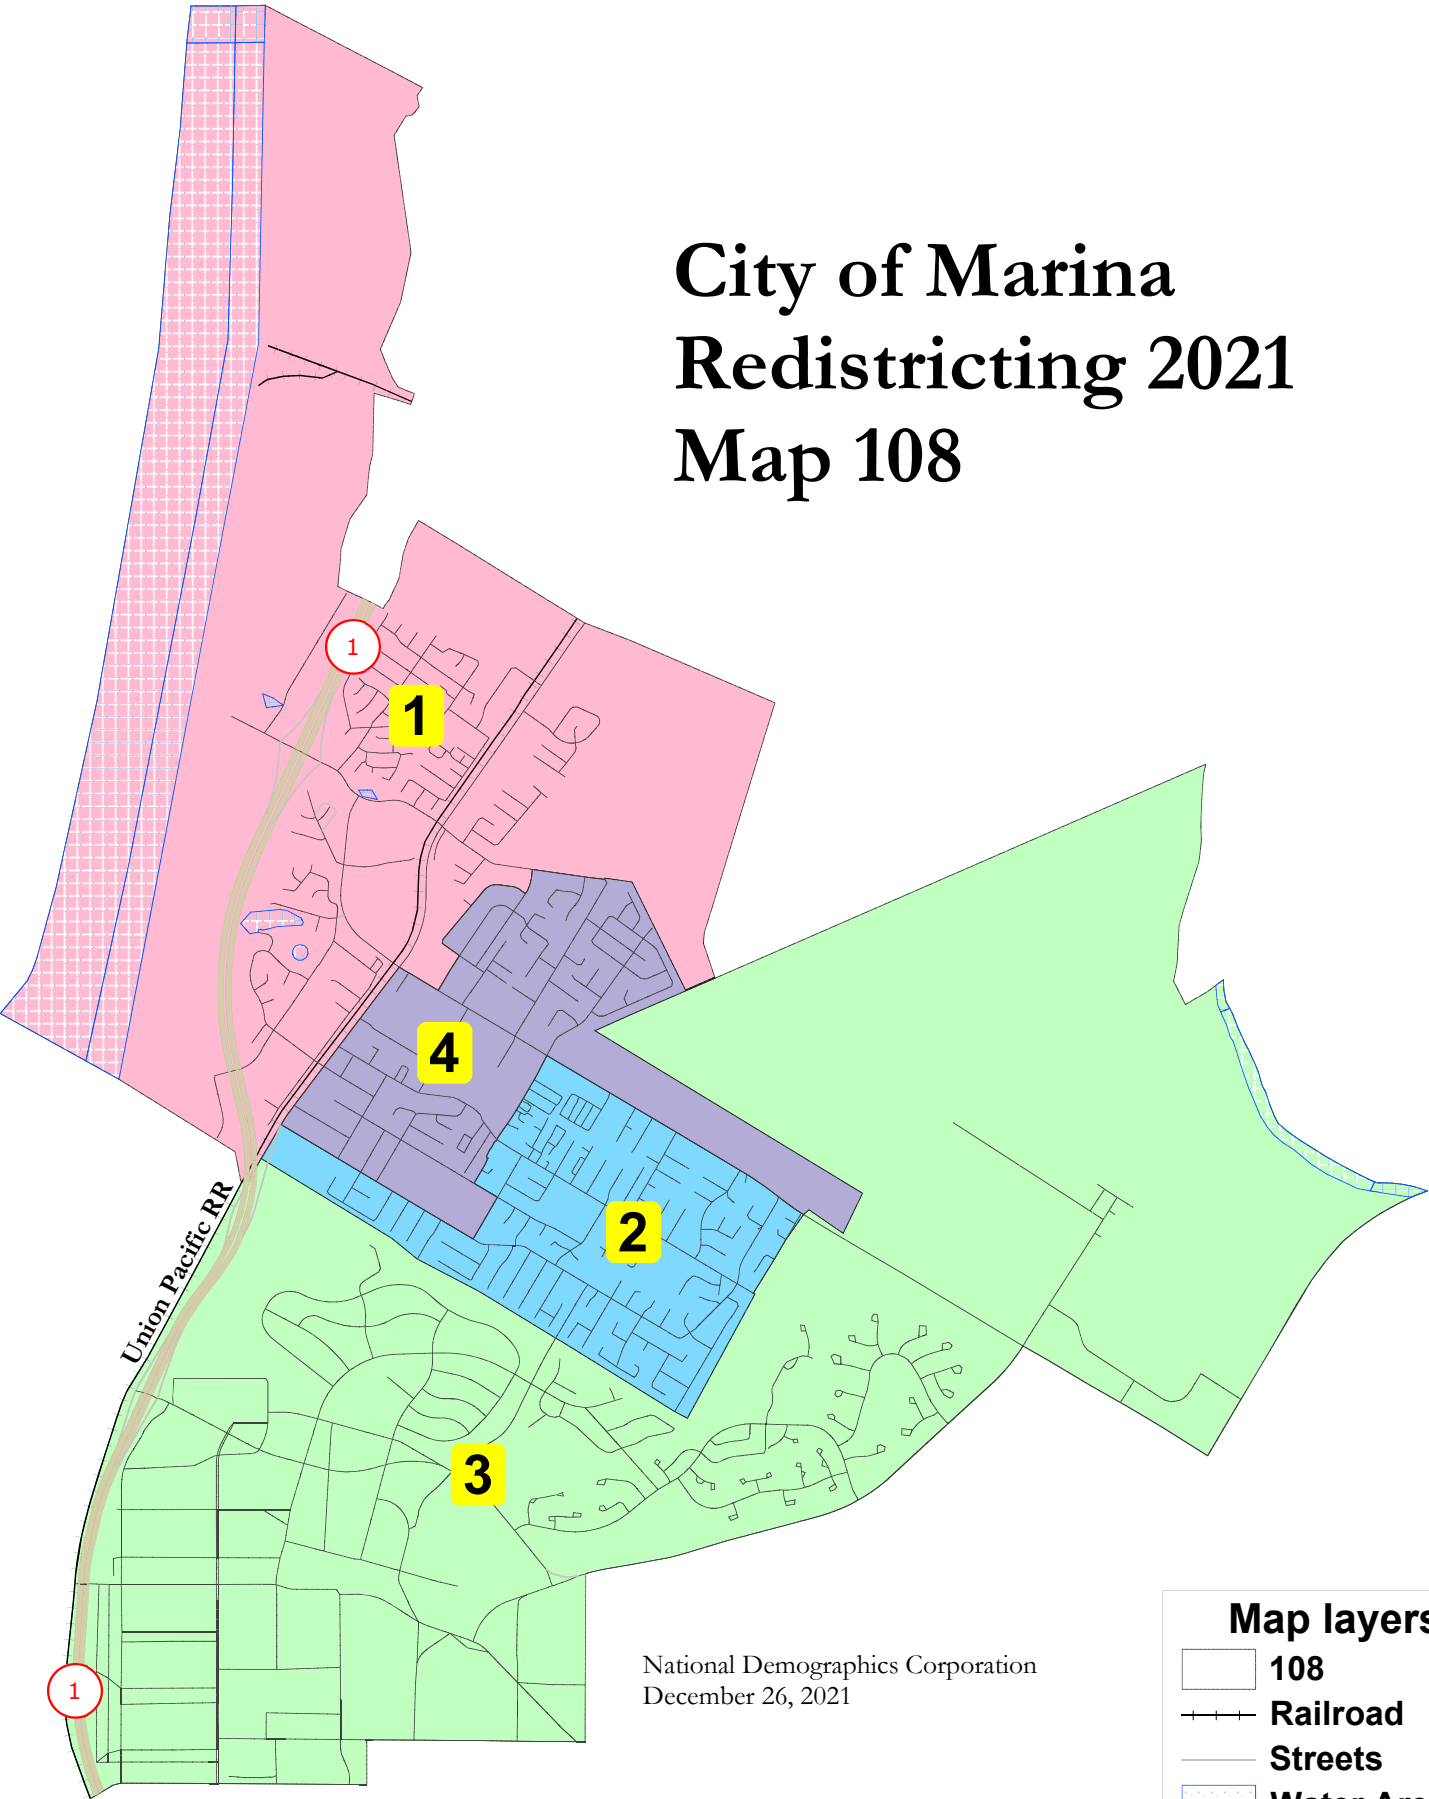 City of Marina
Redistricting 2021
Map 108
1
1
4
2
Union Pacific RR
3
1
National Demographics Corporation
December 26, 2021
Map layers
108
Railroad
Streets